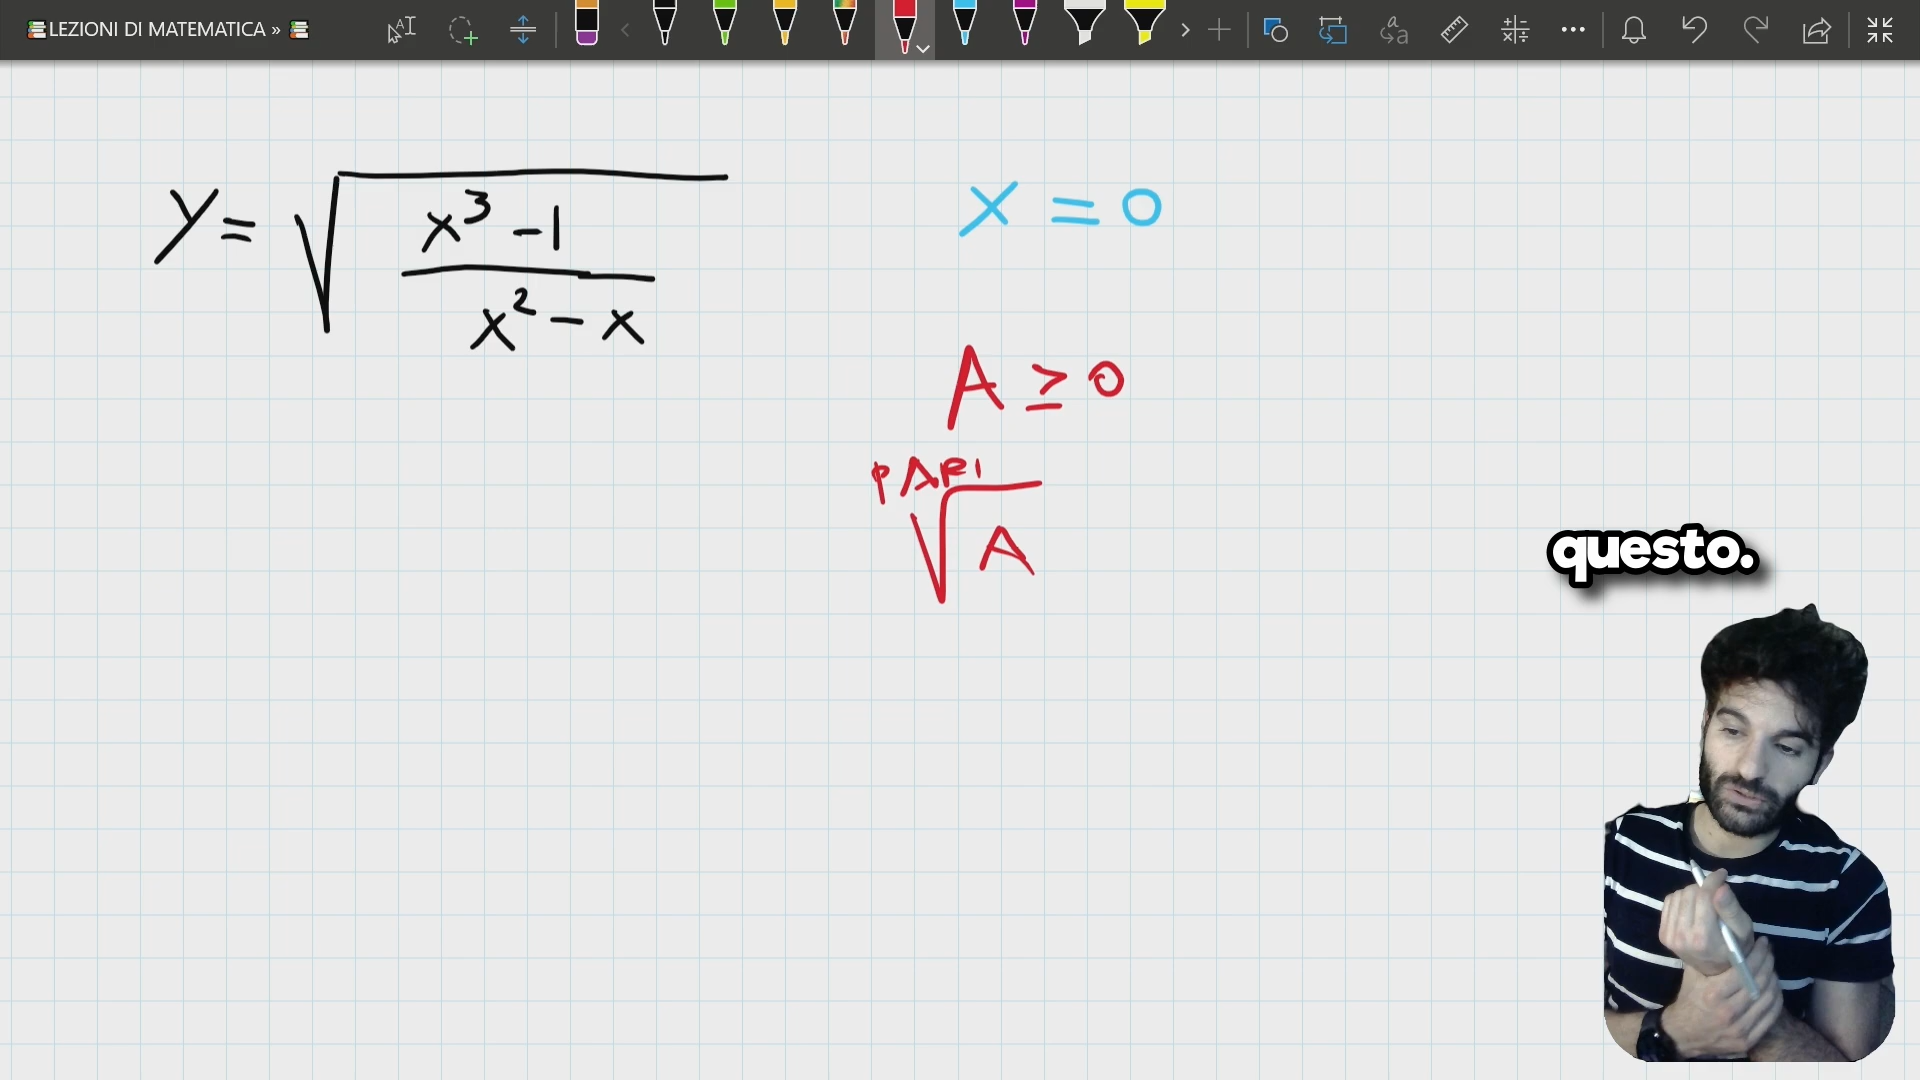 LEZIONI DI MATEMATICA »
y = √ x³ - 1
x² - x
x = 0
A ≥ 0
PARI
√A
questo.